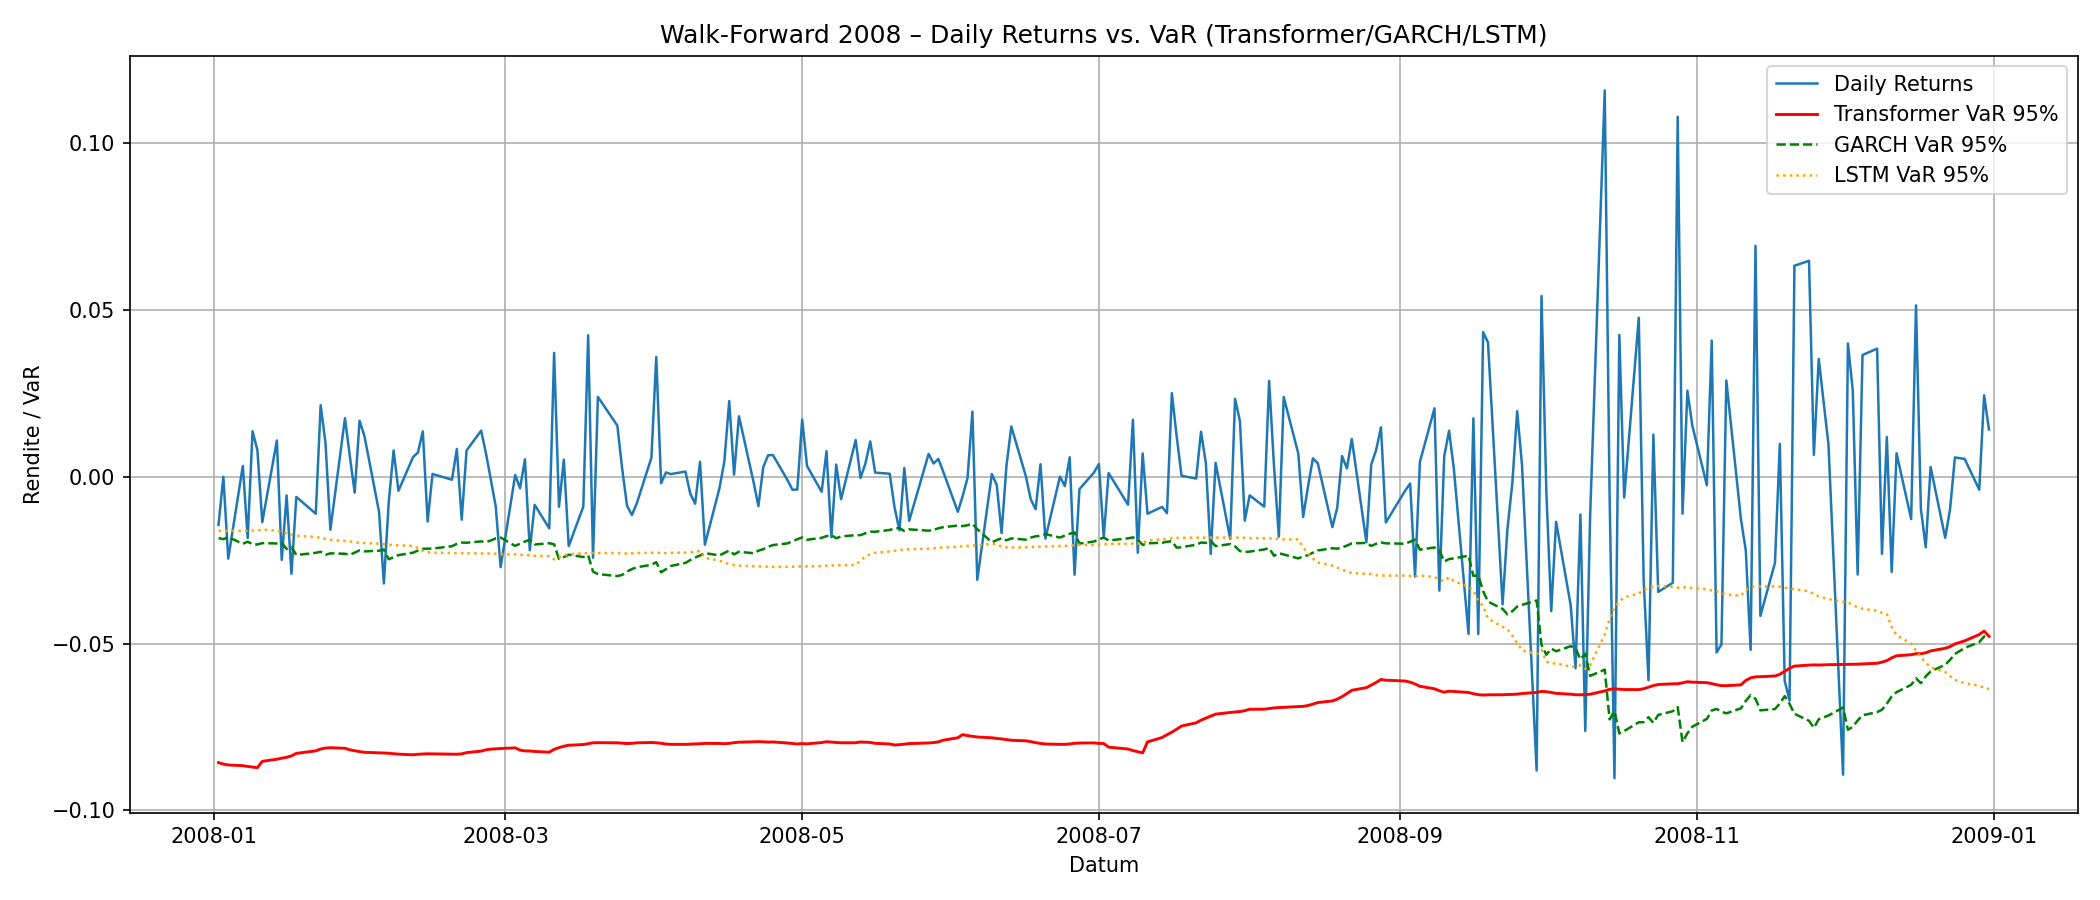 Walk-Forward 2008 – Daily Returns vs. VaR (Transformer/GARCH/LSTM)
Daily Returns
Transformer VaR 95%
GARCH VaR 95%
LSTM VaR 95%
Rendite / VaR
0.10
0.05
0.00
−0.05
−0.10
2008-01 2008-03 2008-05 2008-07 2008-09 2008-11 2009-01
Datum